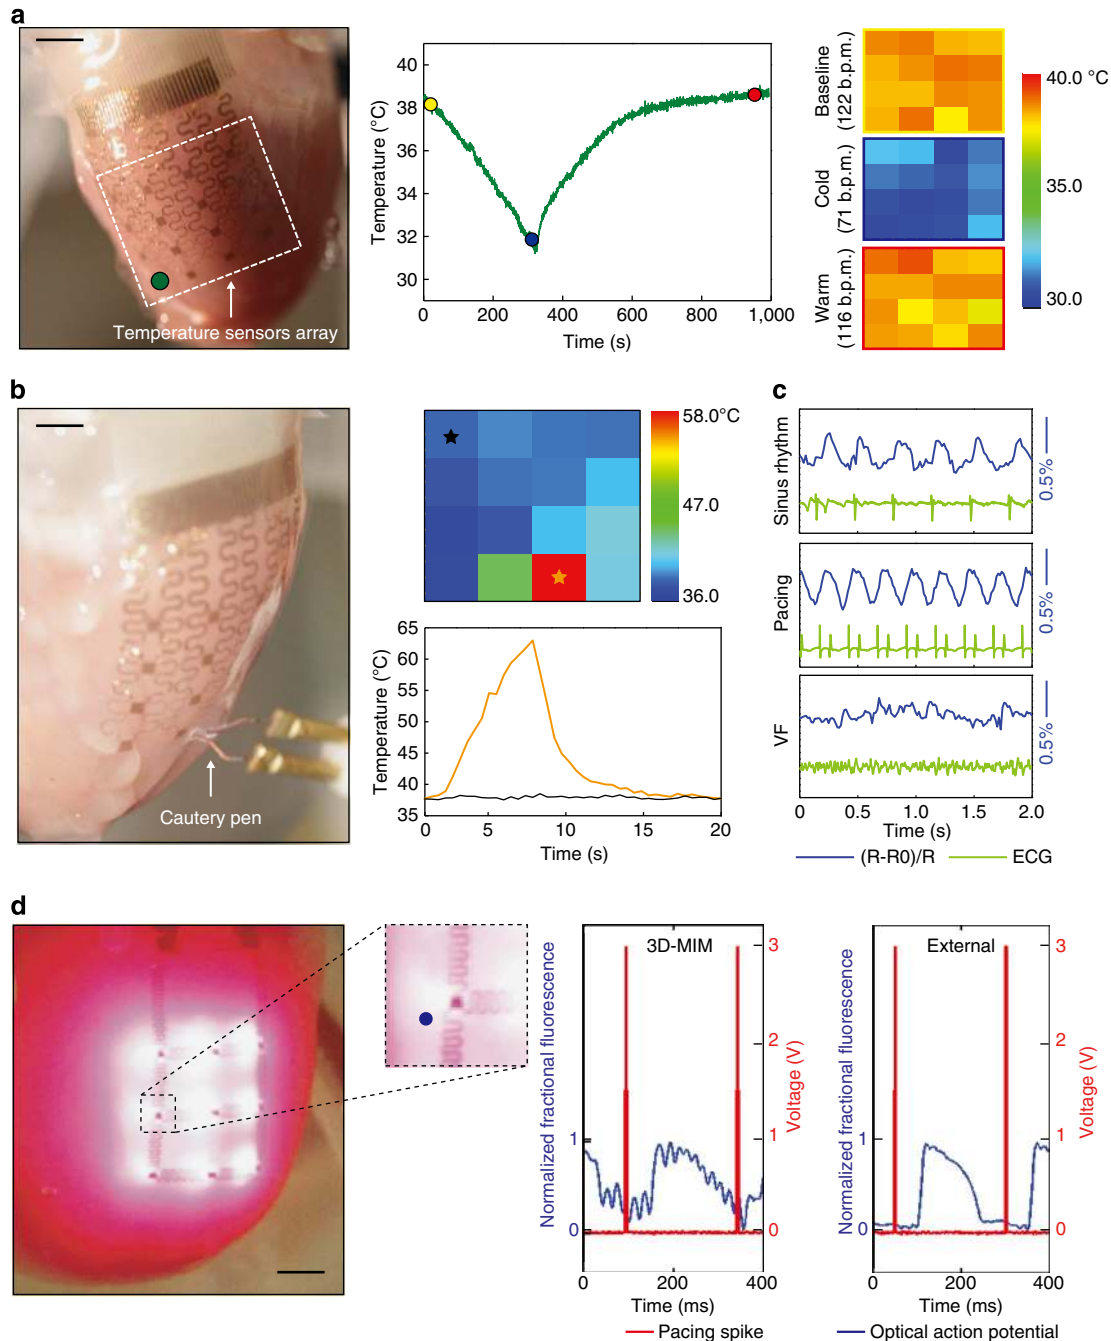 a
Temperature sensors array
Temperature (°C)
40
38
36
34
32
30
0
200
400
600
800
1,000
Time (s)
Baseline
(122 b.p.m.)
Cold
(71 b.p.m.)
Warm
(116 b.p.m.)
40.0 °C
35.0
30.0
b
Cautery pen
58.0°C
47.0
36.0
Temperature (°C)
65
60
55
50
45
40
35
0
5
10
15
20
Time (s)
c
Sinus rhythm
0.5%
Pacing
0.5%
VF
0.5%
0
0.5
1.0
1.5
2.0
Time (s)
(R-R0)/R
ECG
d
Normalized fractional fluorescence
1
0
3D-MIM
3
2
1
0
Voltage (V)
0
200
400
Time (ms)
Normalized fractional fluorescence
1
0
External
3
2
1
0
Voltage (V)
0
200
400
Time (ms)
Pacing spike
Optical action potential